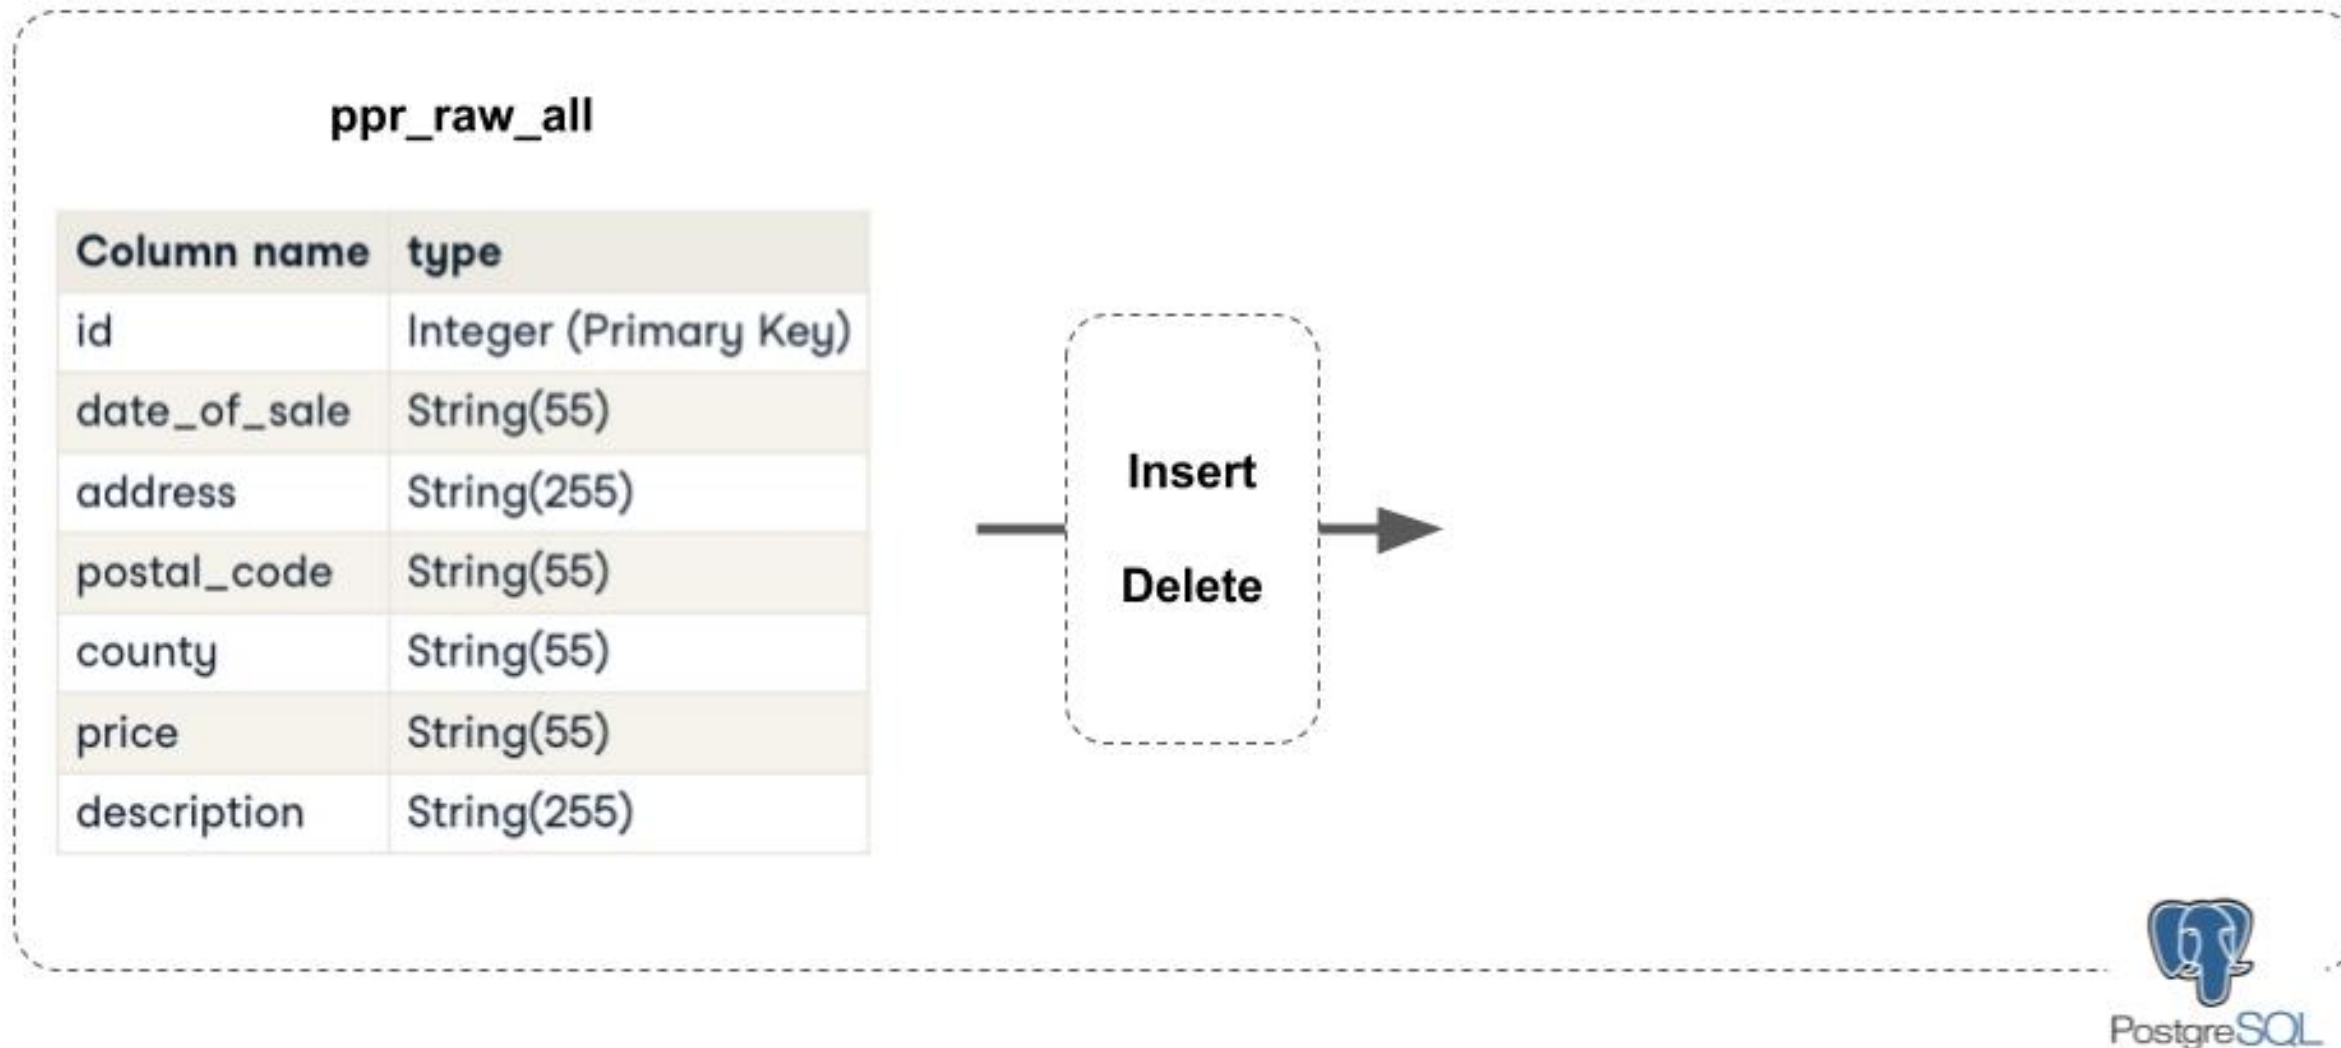 ppr_raw_all
Column name type
id Integer (Primary Key)
date_of_sale String(55)
address String(255)
postal_code String(55)
county String(55)
price String(55)
description String(255)
Insert
Delete
PostgreSQL